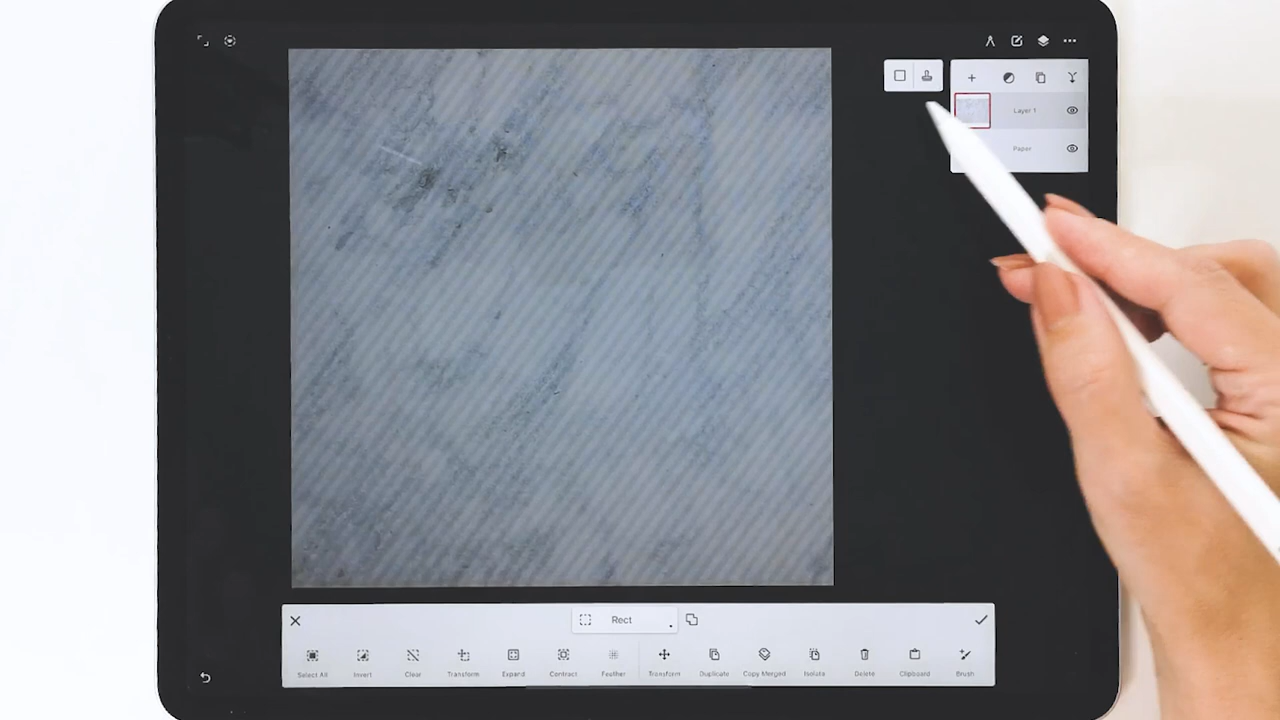 Layer 1
Paper
Rect
Select All Invert Clear Transform Expand Contract Feather Transform Duplicate Copy Merged Isolate Delete Clipboard Brush